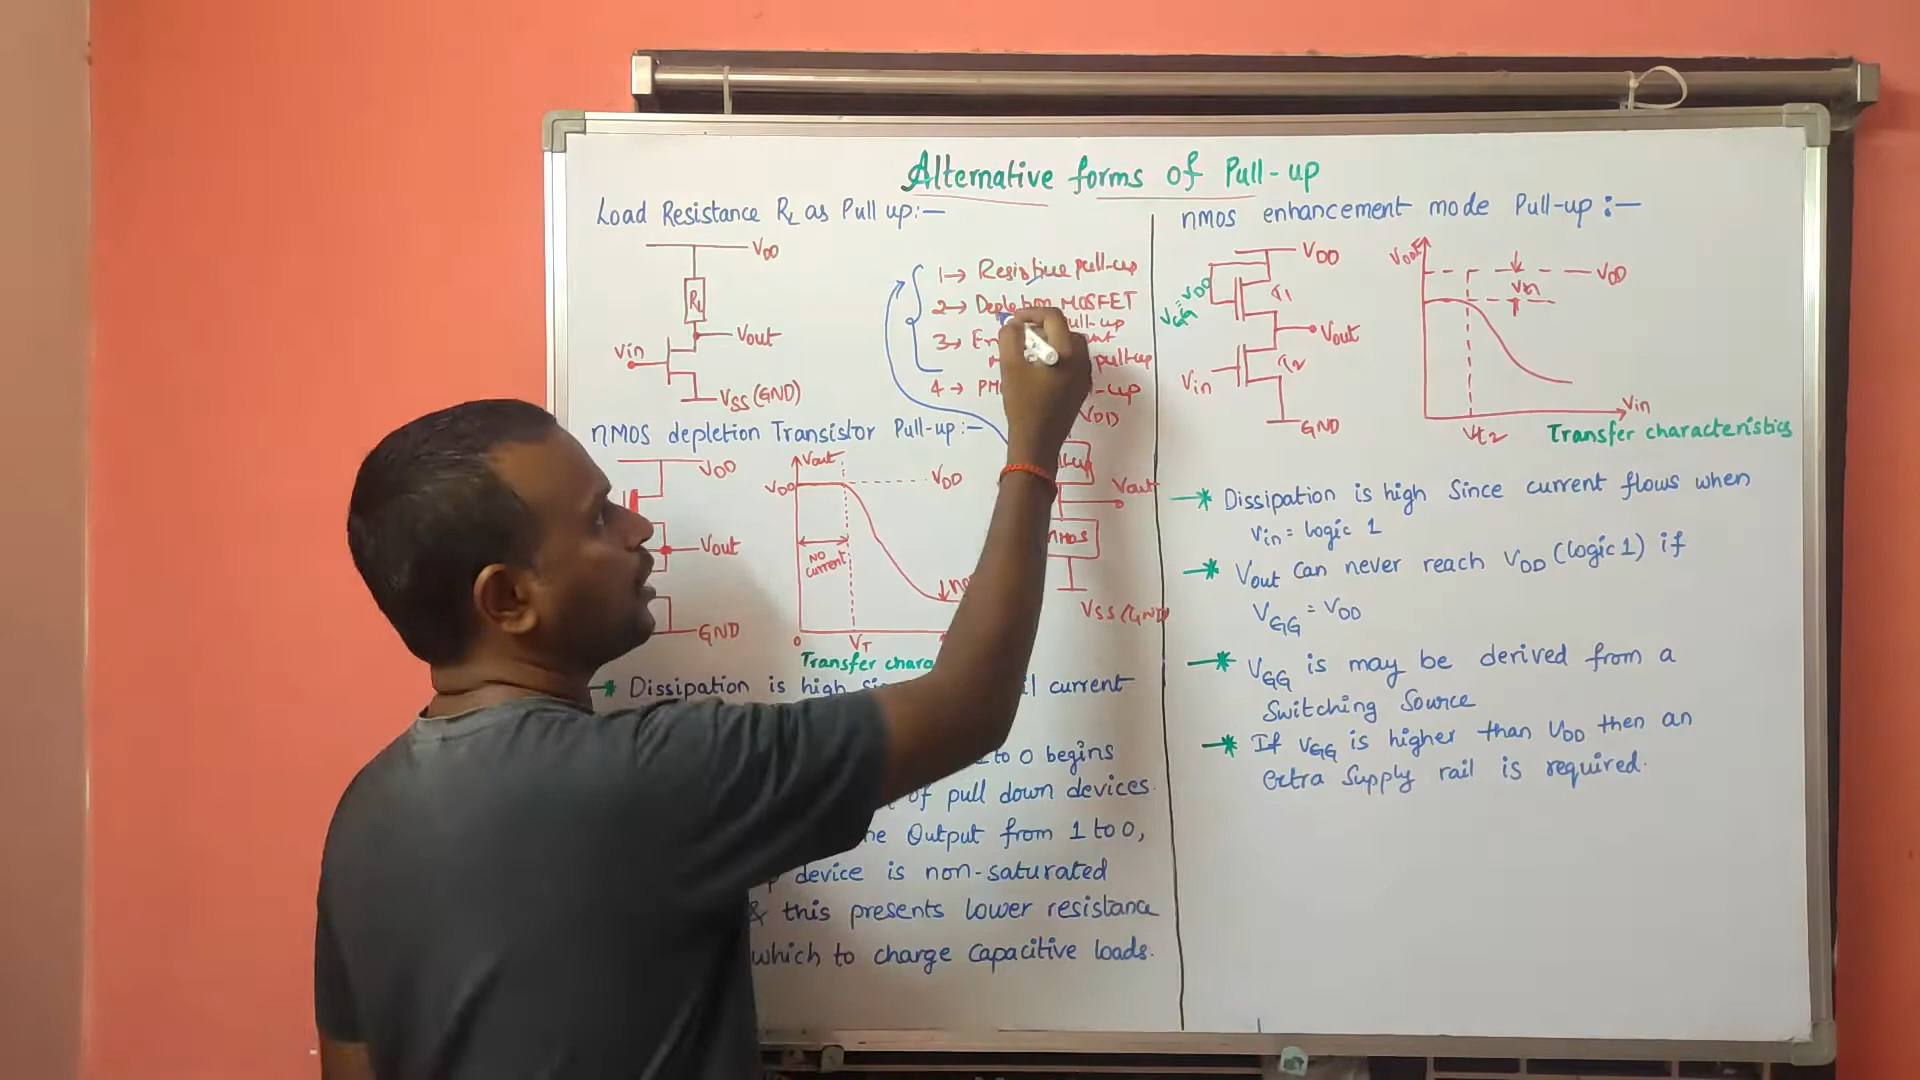 Alternative forms of Pull-up
Load Resistance RL as Pull up:—
VDD
RL
Vout
Vin
VSS (GND)
1→ Resistive pull-up
2→ Depletion MOSFET
pull-up
3→
pull-up
4→
-up
nMOS depletion Transistor Pull-up:—
VDD
Vout
GND
Vout
VDD
VDD
NO
current
0
VT
Transfer
VDD
Vout
nMOS
VSS (GND)
Dissipation is high
current
to 0 begins
of pull down devices.
Output from 1 to 0,
device is non-saturated
& this presents lower resistance
which to charge capacitive loads.
nmos enhancement mode Pull-up:—
VDD
Vout
Vin
GND
VDD
Vin
Vt2
Transfer characteristics
Dissipation is high Since current flows when
Vin = logic 1
Vout can never reach VDD (logic 1) if
VGG = VDD
VGG is may be derived from a
Switching Source
If VGG is higher than VDD then an
extra Supply rail is required.